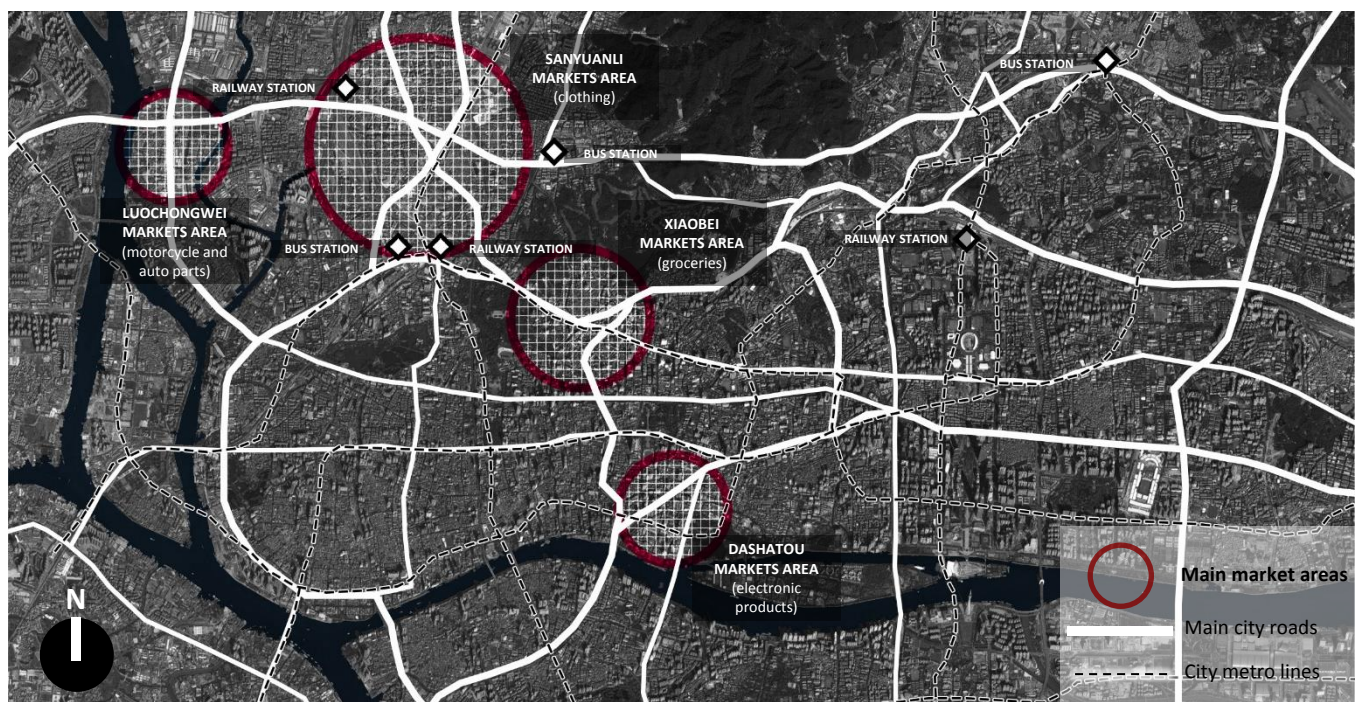 SANYUANLI
MARKETS AREA
(clothing)
BUS STATION
RAILWAY STATION
BUS STATION
LUOCHONGWEI
MARKETS AREA
(motorcycle and
auto parts)
XIAOBEI
MARKETS AREA
(groceries)
BUS STATION
RAILWAY STATION
RAILWAY STATION
DASHATOU
MARKETS AREA
(electronic
products)
Main market areas
Main city roads
City metro lines
N